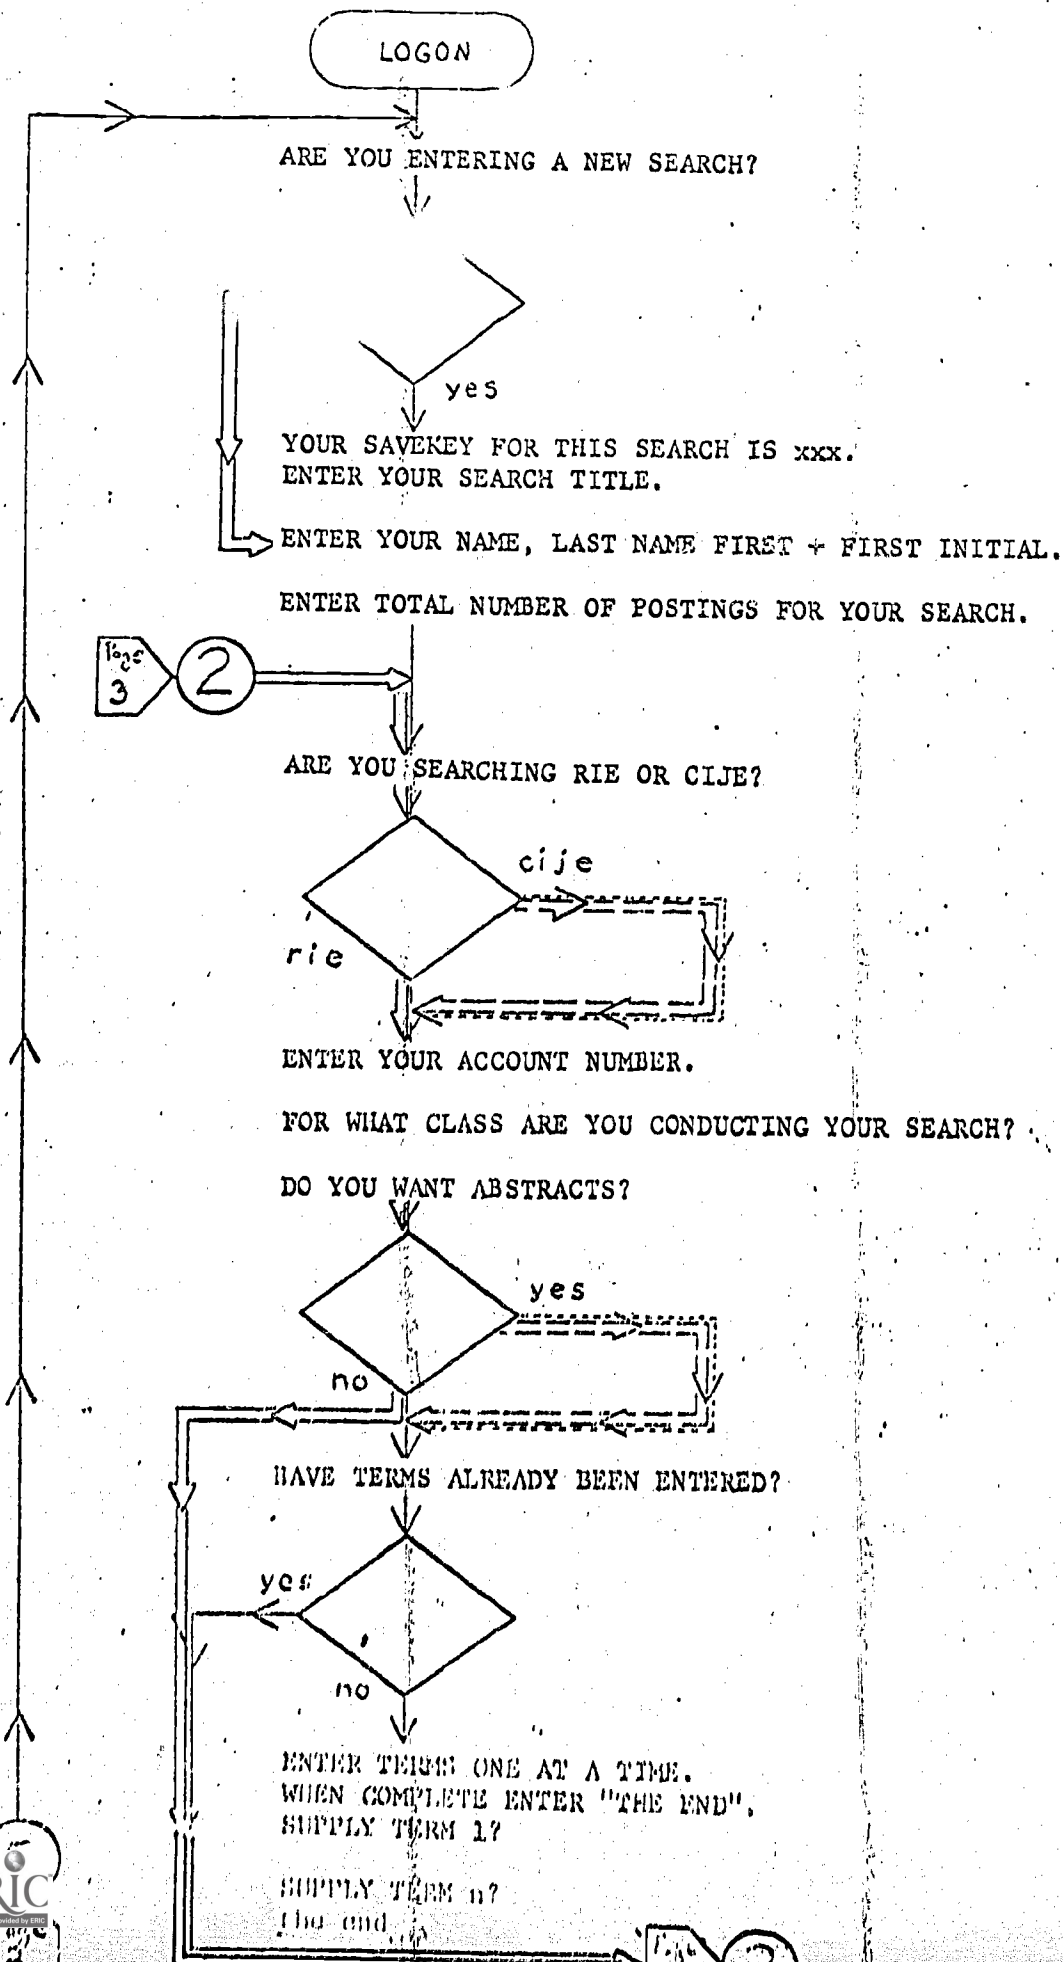 LOGON
ARE YOU ENTERING A NEW SEARCH?
yes
YOUR SAVEKEY FOR THIS SEARCH IS xxx.
ENTER YOUR SEARCH TITLE.
ENTER YOUR NAME, LAST NAME FIRST + FIRST INITIAL.
ENTER TOTAL NUMBER OF POSTINGS FOR YOUR SEARCH.
Page
3
2
ARE YOU SEARCHING RIE OR CIJE?
cije
rie
ENTER YOUR ACCOUNT NUMBER.
FOR WHAT CLASS ARE YOU CONDUCTING YOUR SEARCH?
DO YOU WANT ABSTRACTS?
yes
no
HAVE TERMS ALREADY BEEN ENTERED?
yes
no
ENTER TERMS ONE AT A TIME.
WHEN COMPLETE ENTER "THE END".
SUPPLY TERM 1?
SUPPLY TERM n?
the end